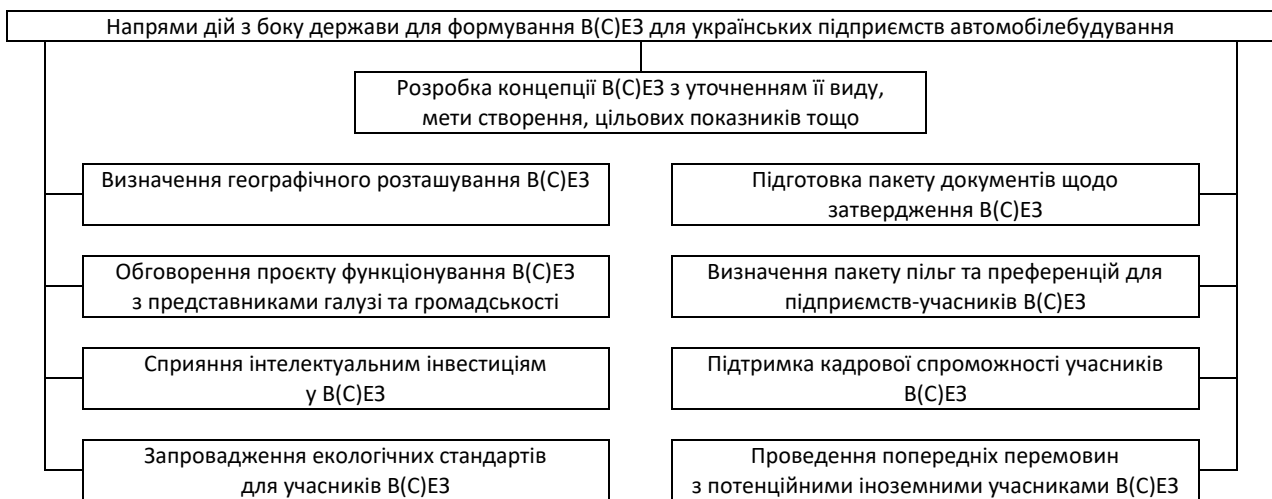 Напрями дій з боку держави для формування В(С)ЕЗ для українських підприємств автомобілебудування
Розробка концепції В(С)ЕЗ з уточненням її виду,
мети створення, цільових показників тощо
Визначення географічного розташування В(С)ЕЗ
Підготовка пакету документів щодо
затвердження В(С)ЕЗ
Обговорення проєкту функціонування В(С)ЕЗ
з представниками галузі та громадськості
Визначення пакету пільг та преференцій для
підприємств-учасників В(С)ЕЗ
Сприяння інтелектуальним інвестиціям
у В(С)ЕЗ
Підтримка кадрової спроможності учасників
В(С)ЕЗ
Запровадження екологічних стандартів
для учасників В(С)ЕЗ
Проведення попередніх перемовин
з потенційними іноземними учасниками В(С)ЕЗ